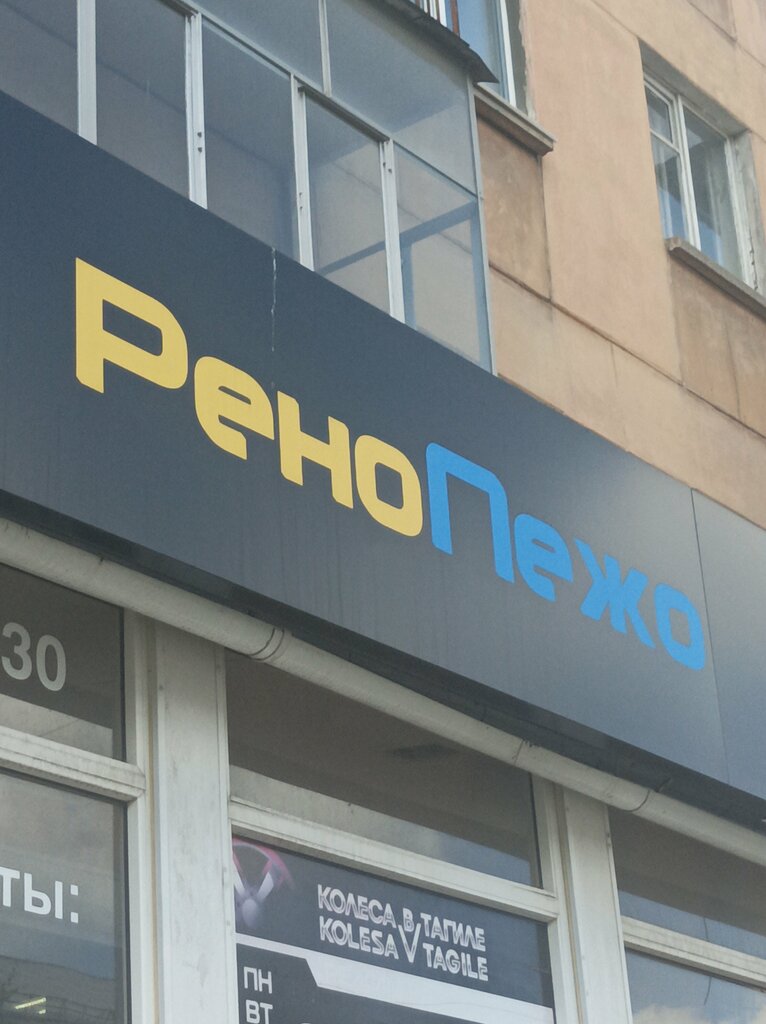 РеноПежо
30
ты:
КОЛЕСА В ТАГИЛЕ
KOLESA V TAGILE
ПН
ВТ